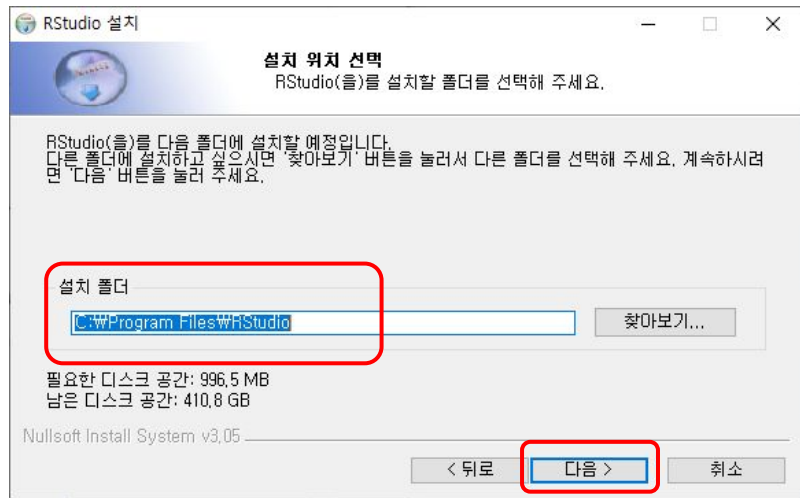 RStudio 설치
설치 위치 선택
RStudio(을)를 설치할 폴더를 선택해 주세요.
RStudio(을)를 다음 폴더에 설치할 예정입니다.
다른 폴더에 설치하고 싶으시면 '찾아보기' 버튼을 눌러서 다른 폴더를 선택해 주세요. 계속하시려
면 '다음' 버튼을 눌러 주세요.
설치 폴더
C:₩Program Files₩RStudio
찾아보기...
필요한 디스크 공간: 996.5 MB
남은 디스크 공간: 410.8 GB
Nullsoft Install System v3.05
< 뒤로
다음 >
취소